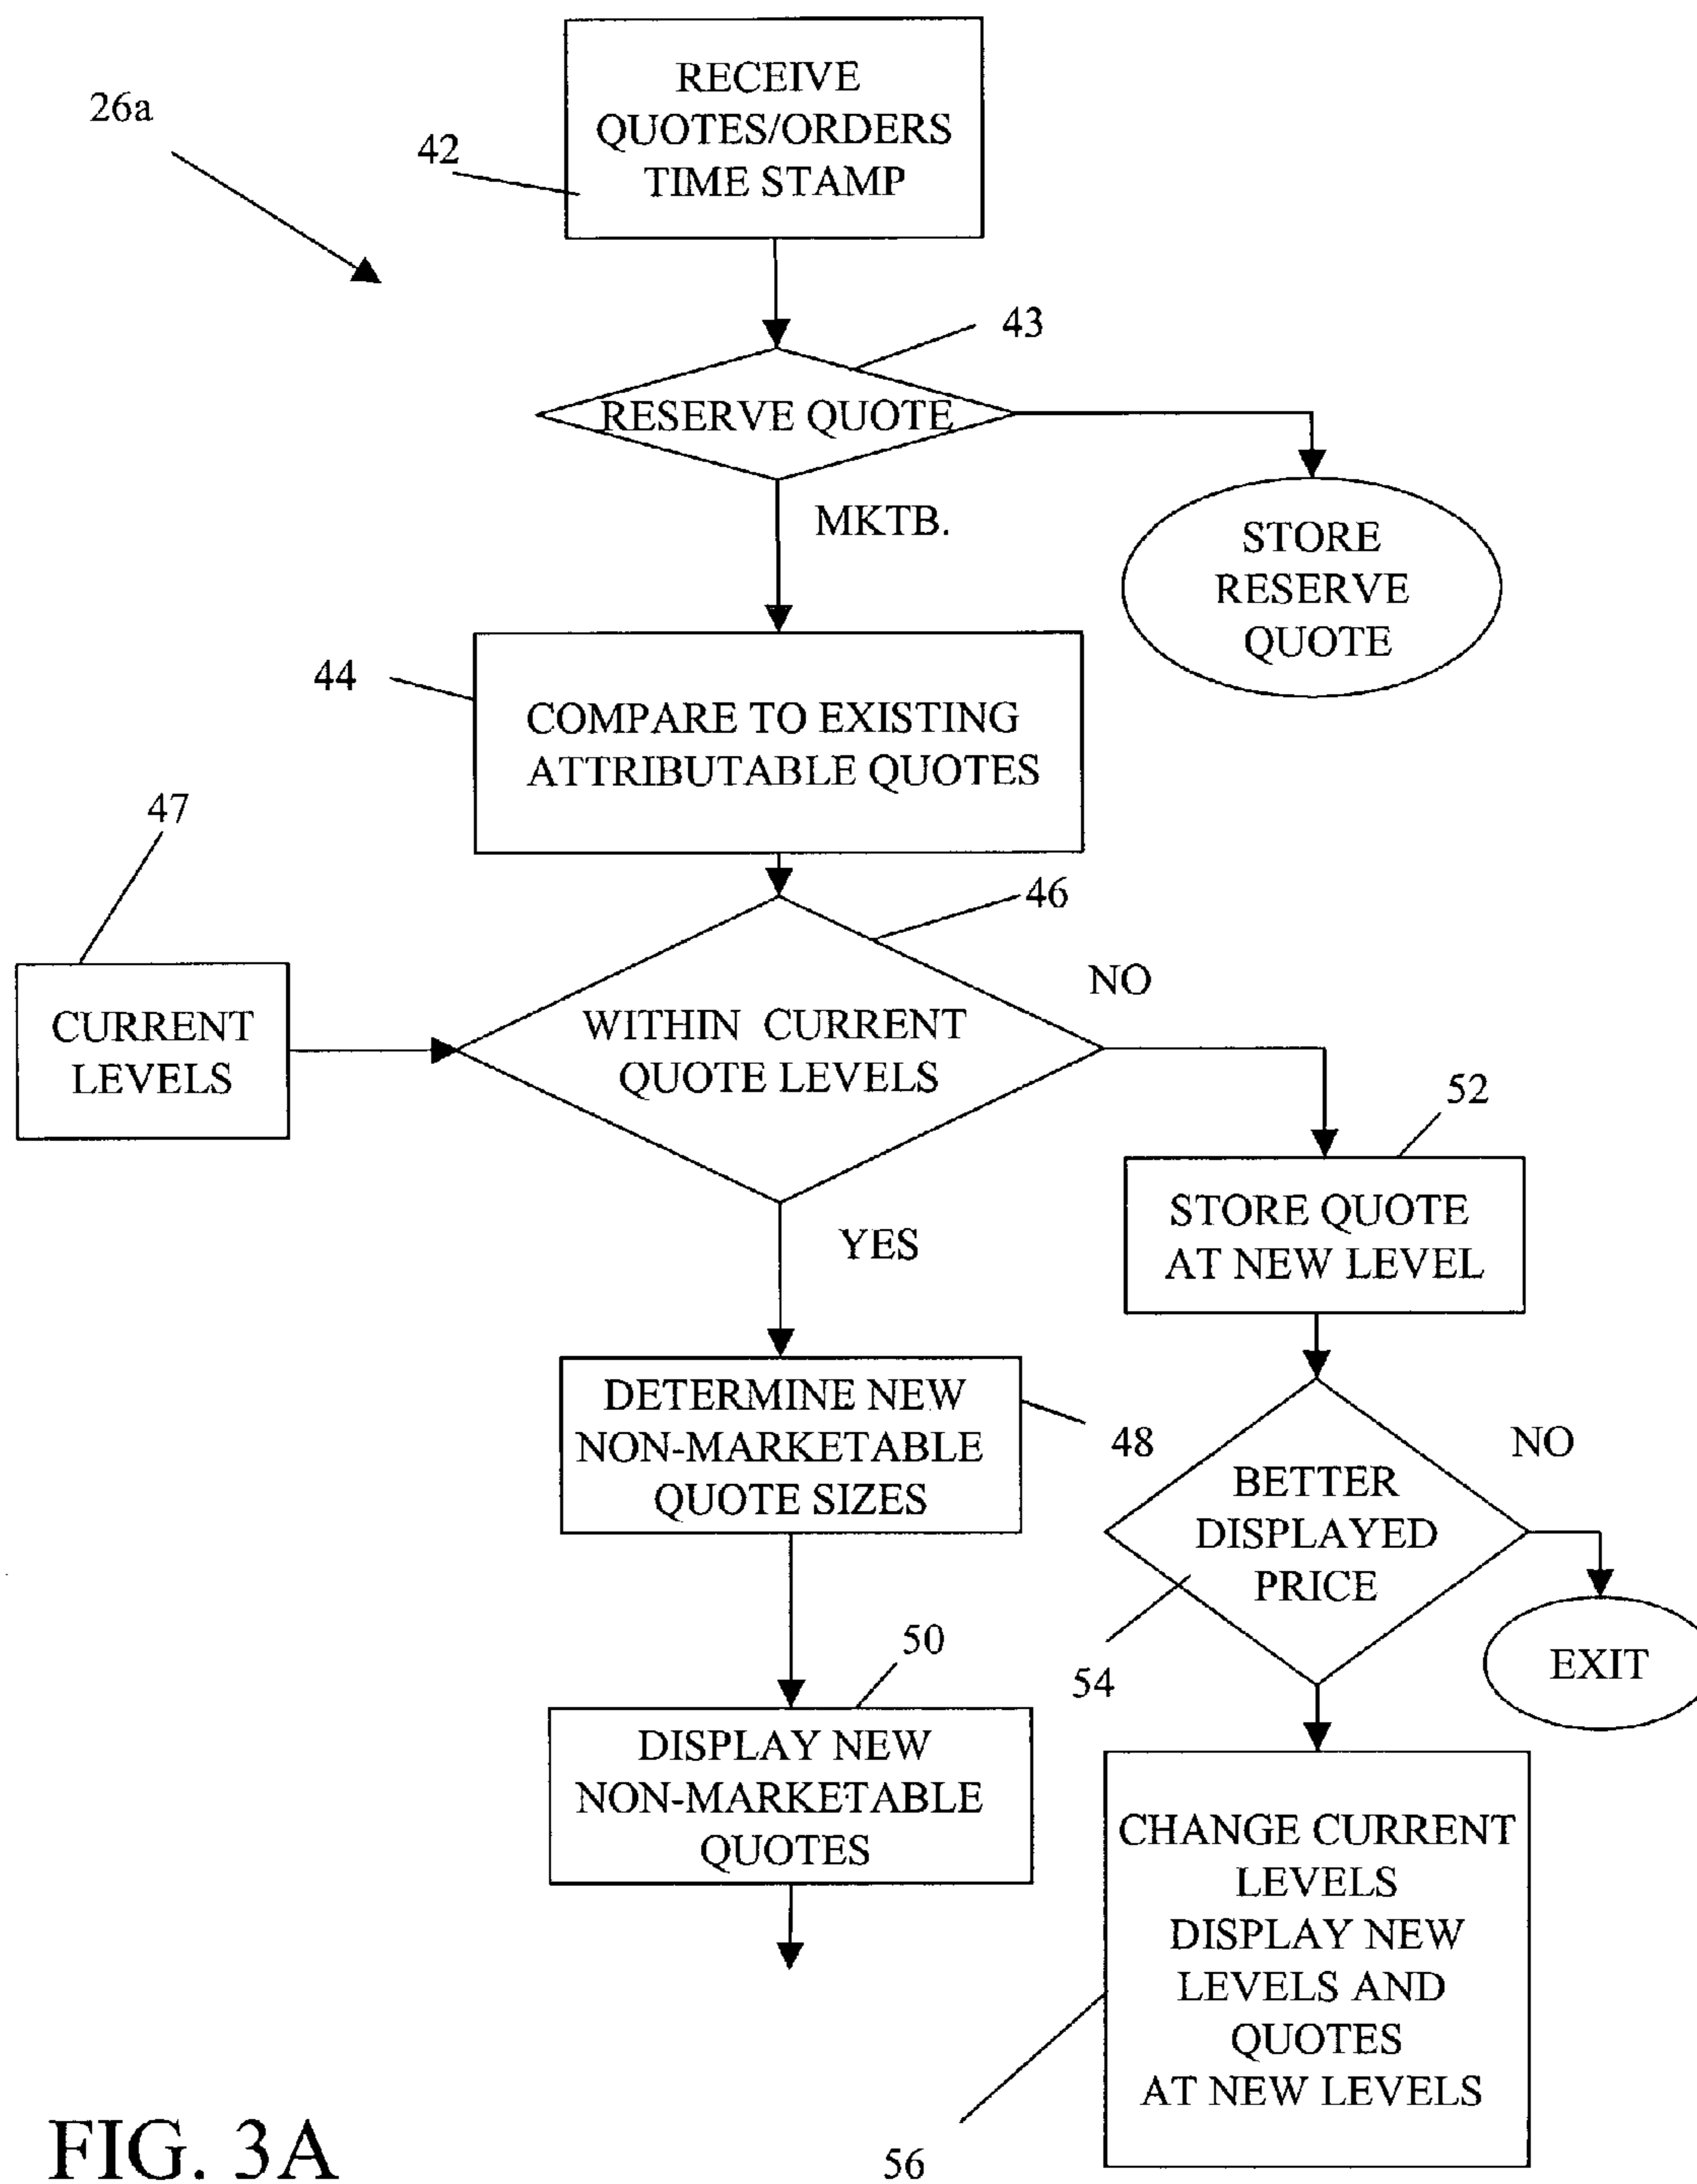 RECEIVE
QUOTES/ORDERS
TIME STAMP
26a
42
43
RESERVE QUOTE
MKTB.
STORE
RESERVE
QUOTE
44
COMPARE TO EXISTING
ATTRIBUTABLE QUOTES
47
46
CURRENT
LEVELS
WITHIN CURRENT
QUOTE LEVELS
NO
52
YES
STORE QUOTE
AT NEW LEVEL
DETERMINE NEW
NON-MARKETABLE
QUOTE SIZES
48
BETTER
DISPLAYED
PRICE
NO
54
EXIT
50
DISPLAY NEW
NON-MARKETABLE
QUOTES
CHANGE CURRENT
LEVELS
DISPLAY NEW
LEVELS AND
QUOTES
AT NEW LEVELS
56
FIG. 3A